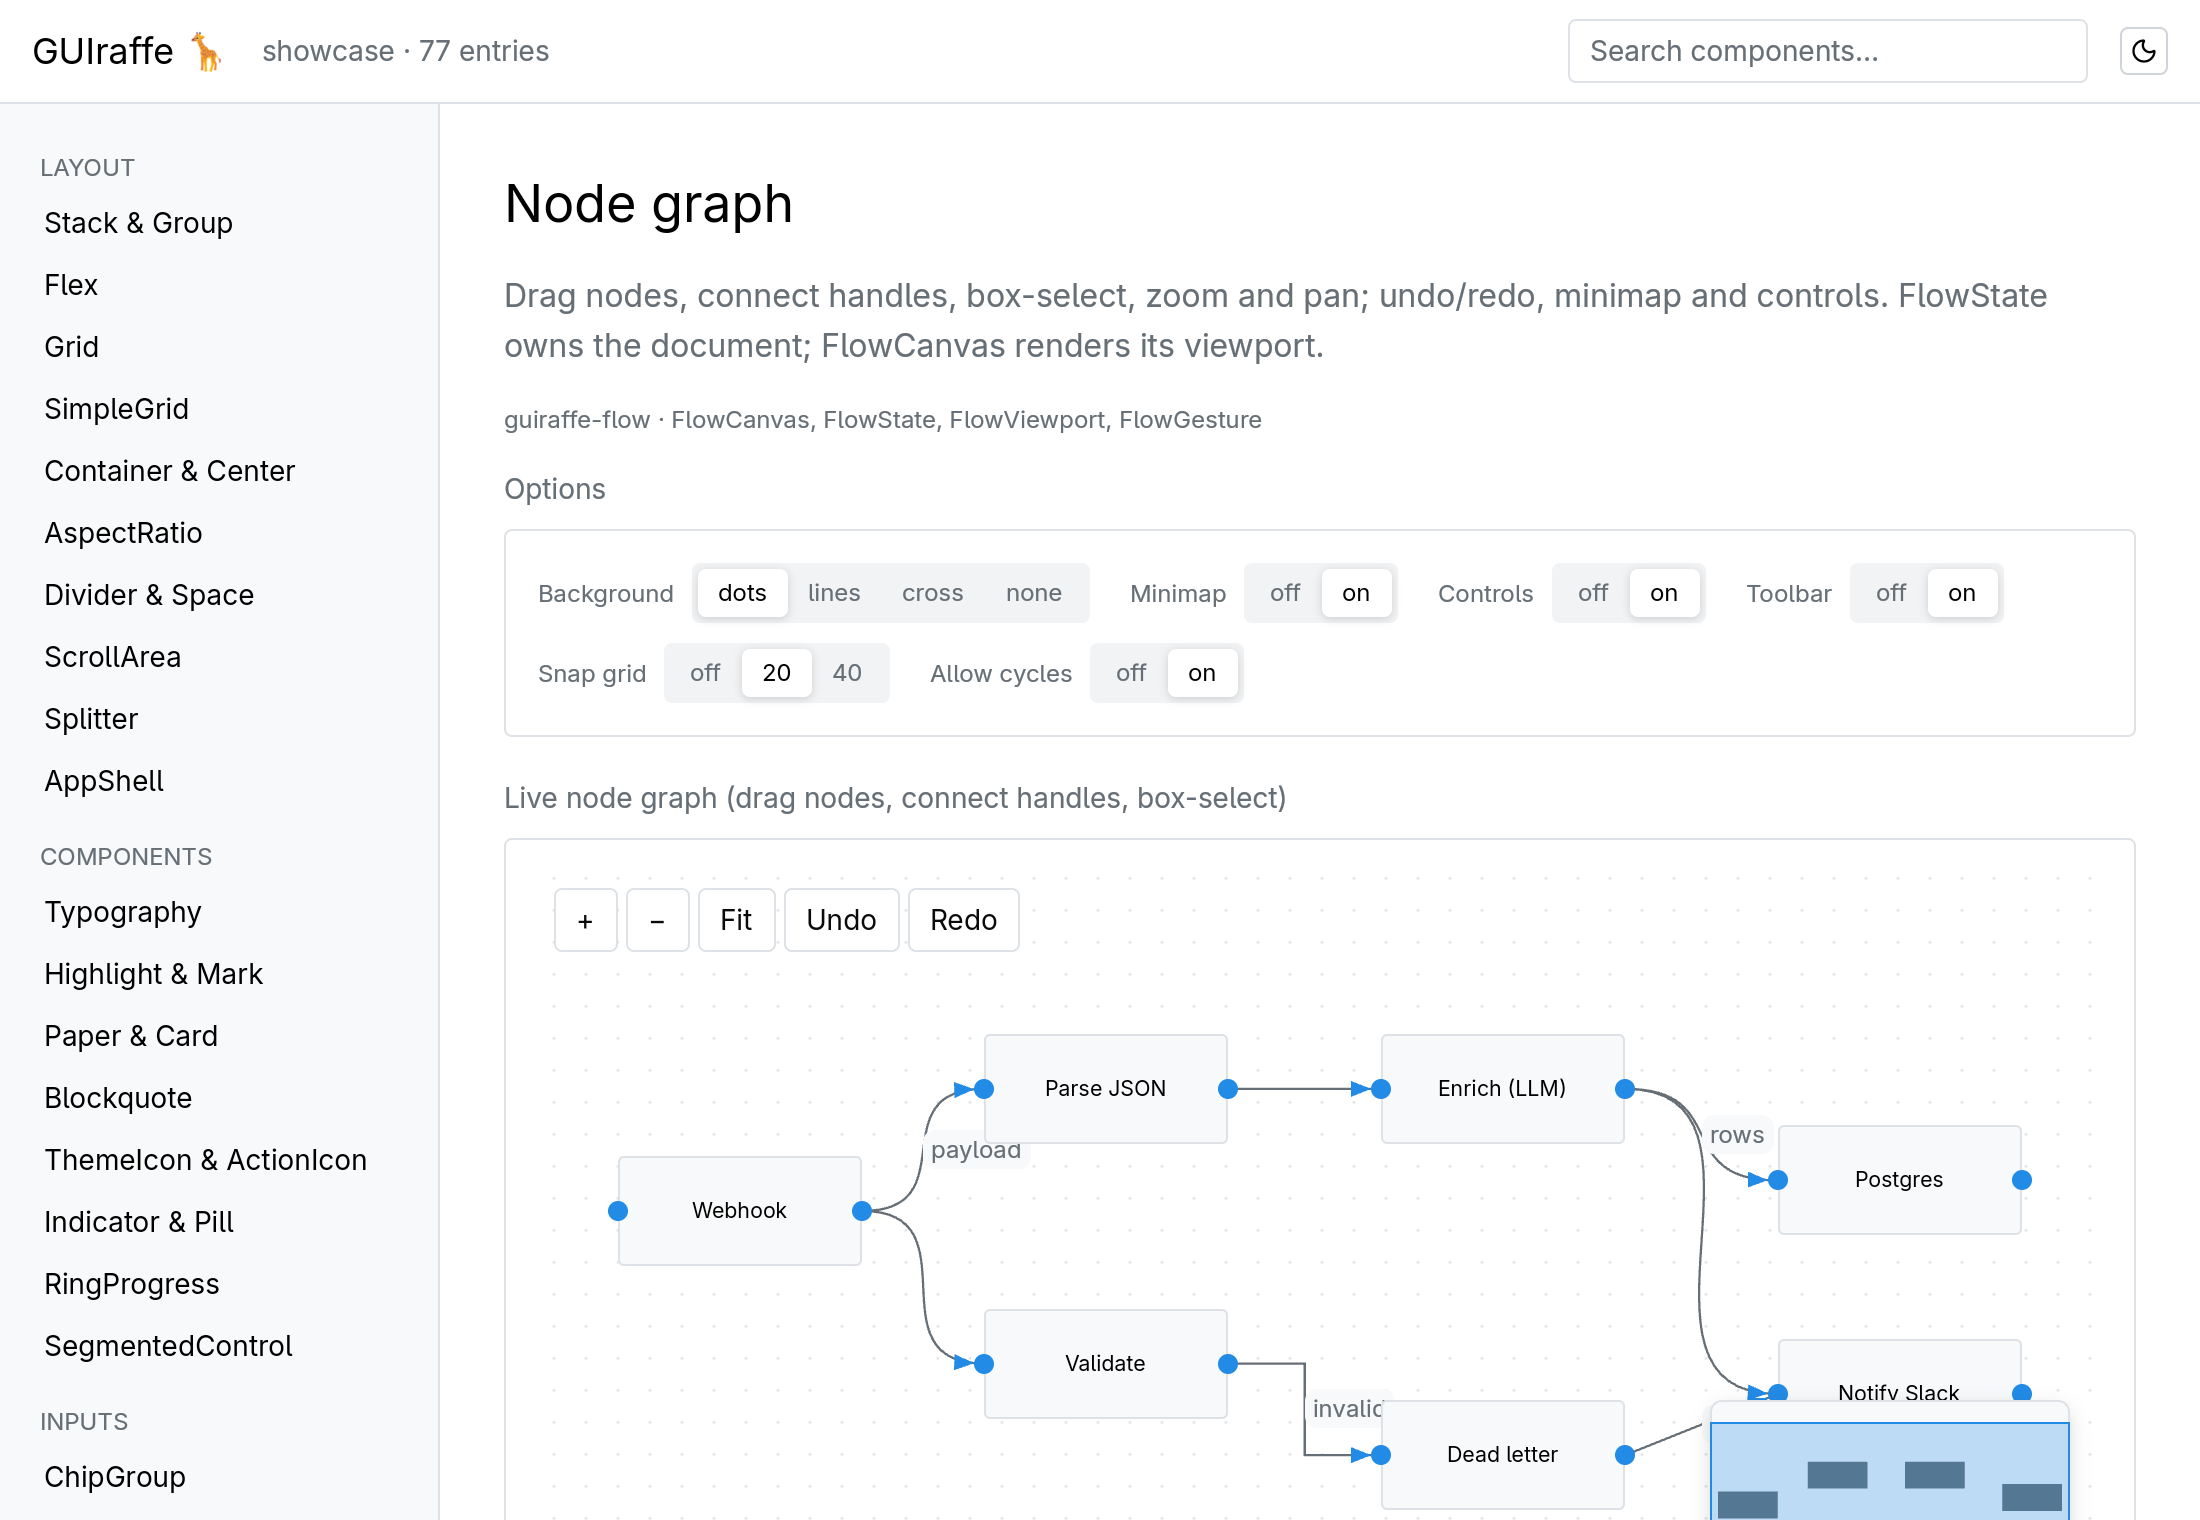 GUIraffe 🦒 showcase · 77 entries
Search components...
LAYOUT
Stack & Group
Flex
Grid
SimpleGrid
Container & Center
AspectRatio
Divider & Space
ScrollArea
Splitter
AppShell
COMPONENTS
Typography
Highlight & Mark
Paper & Card
Blockquote
ThemeIcon & ActionIcon
Indicator & Pill
RingProgress
SegmentedControl
INPUTS
ChipGroup
Node graph
Drag nodes, connect handles, box-select, zoom and pan; undo/redo, minimap and controls. FlowState
owns the document; FlowCanvas renders its viewport.
guiraffe-flow · FlowCanvas, FlowState, FlowViewport, FlowGesture
Options
Background dots lines cross none Minimap off on Controls off on Toolbar off on
Snap grid off 20 40 Allow cycles off on
Live node graph (drag nodes, connect handles, box-select)
+ − Fit Undo Redo
Parse JSON
Enrich (LLM)
rows
payload
Postgres
Webhook
Validate
Notify Slack
invalid
Dead letter